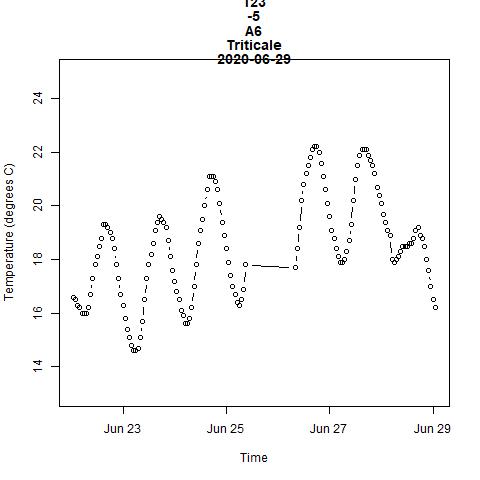 123
-5
A6
Triticale
2020-06-29
Temperature (degrees C)
24
22
20
18
16
14
Jun 23
Jun 25
Jun 27
Jun 29
Time